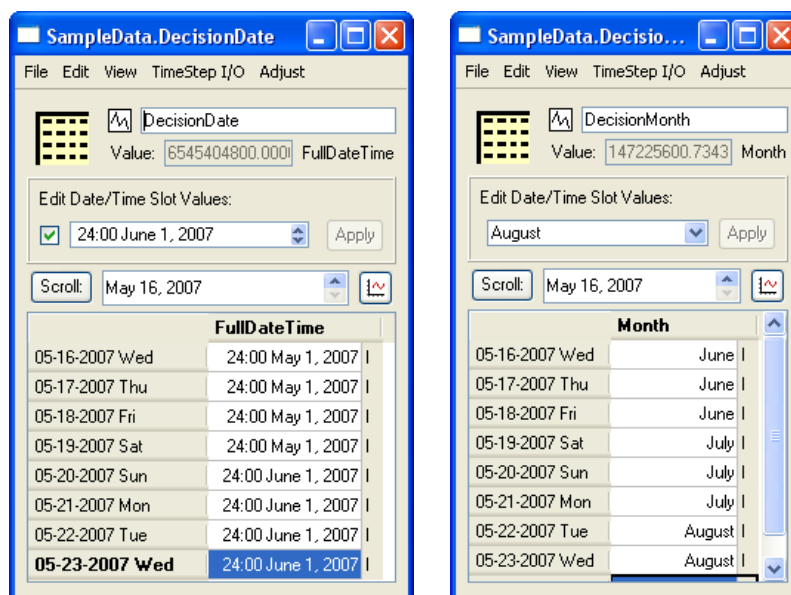 SampleData.DecisionDate
File Edit View TimeStep I/O Adjust
DecisionDate
Value: 6545404800.000 FullDateTime
Edit Date/Time Slot Values:
24:00 June 1, 2007 Apply
Scroll: May 16, 2007
FullDateTime
05-16-2007 Wed 24:00 May 1, 2007 I
05-17-2007 Thu 24:00 May 1, 2007 I
05-18-2007 Fri 24:00 May 1, 2007 I
05-19-2007 Sat 24:00 May 1, 2007 I
05-20-2007 Sun 24:00 June 1, 2007 I
05-21-2007 Mon 24:00 June 1, 2007 I
05-22-2007 Tue 24:00 June 1, 2007 I
05-23-2007 Wed 24:00 June 1, 2007 I
SampleData.Decisio...
File Edit View TimeStep I/O Adjust
DecisionMonth
Value: 147225600.7343 Month
Edit Date/Time Slot Values:
August Apply
Scroll: May 16, 2007
Month
05-16-2007 Wed June I
05-17-2007 Thu June I
05-18-2007 Fri June I
05-19-2007 Sat July I
05-20-2007 Sun July I
05-21-2007 Mon July I
05-22-2007 Tue August I
05-23-2007 Wed August I